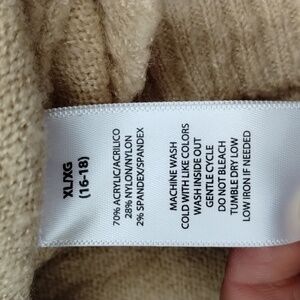 XL/XG
(16-18)
70% ACRYLIC/ACRILICO
28% NYLON/NYLON
2% SPANDEX/SPANDEX
MACHINE WASH
COLD WITH LIKE COLORS
WASH INSIDE OUT
GENTLE CYCLE
DO NOT BLEACH
TUMBLE DRY LOW
LOW IRON IF NEEDED